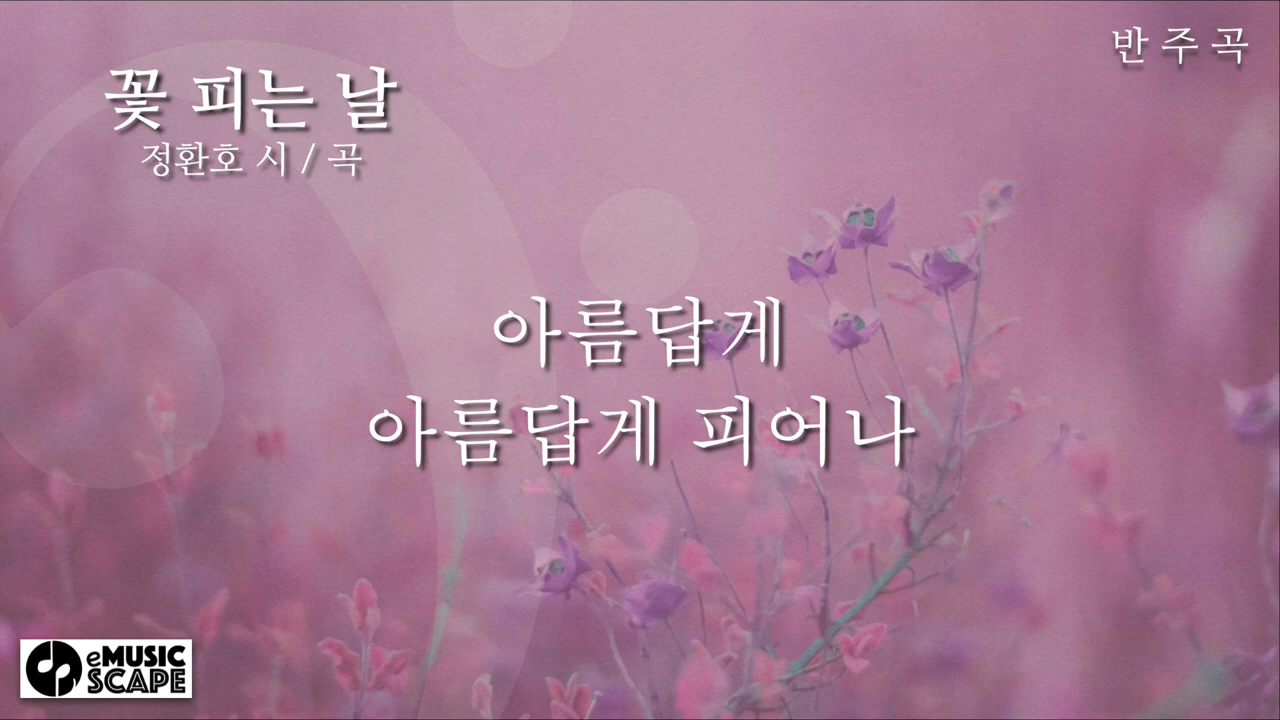 꽃 피는 날
정환호 시 / 곡
반 주 곡
아름답게
아름답게 피어나
eMUSIC
SCAPE